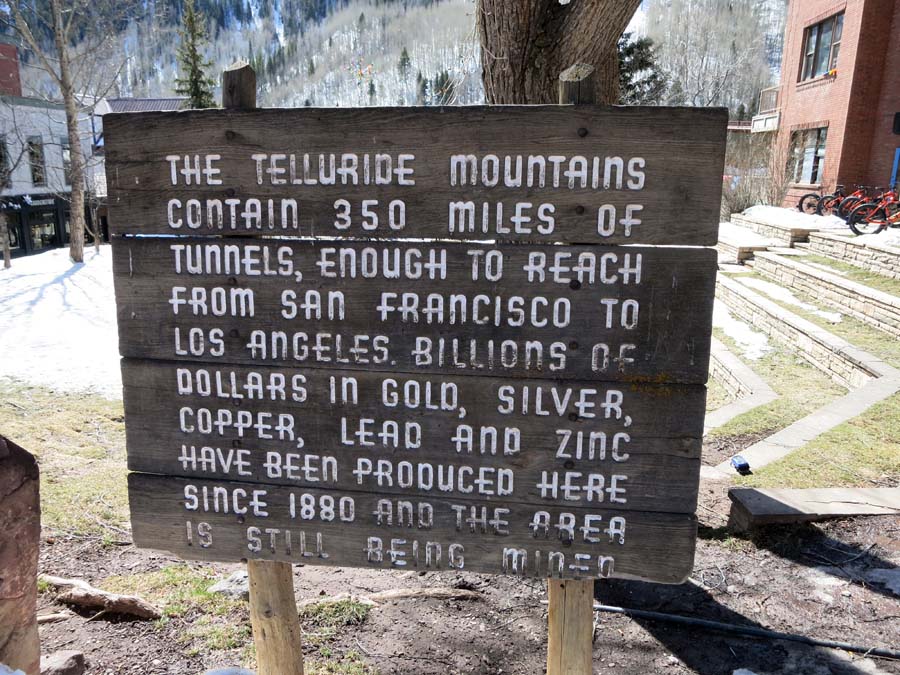 THE TELLURIDE MOUNTAINS
CONTAIN 350 MILES OF
TUNNELS, ENOUGH TO REACH
FROM SAN FRANCISCO TO
LOS ANGELES. BILLIONS OF
DOLLARS IN GOLD, SILVER,
COPPER, LEAD AND ZINC
HAVE BEEN PRODUCED HERE
SINCE 1880 AND THE AREA
IS STILL BEING MINED